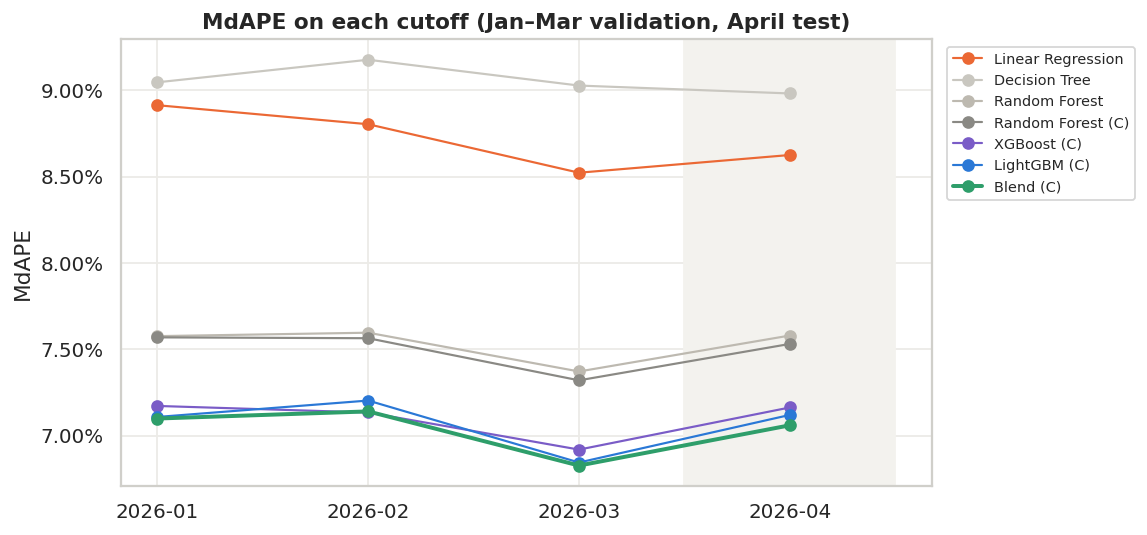 MdAPE on each cutoff (Jan–Mar validation, April test)
9.00%
8.50%
8.00%
7.50%
7.00%
MdAPE
2026-01
2026-02
2026-03
2026-04
Linear Regression
Decision Tree
Random Forest
Random Forest (C)
XGBoost (C)
LightGBM (C)
Blend (C)